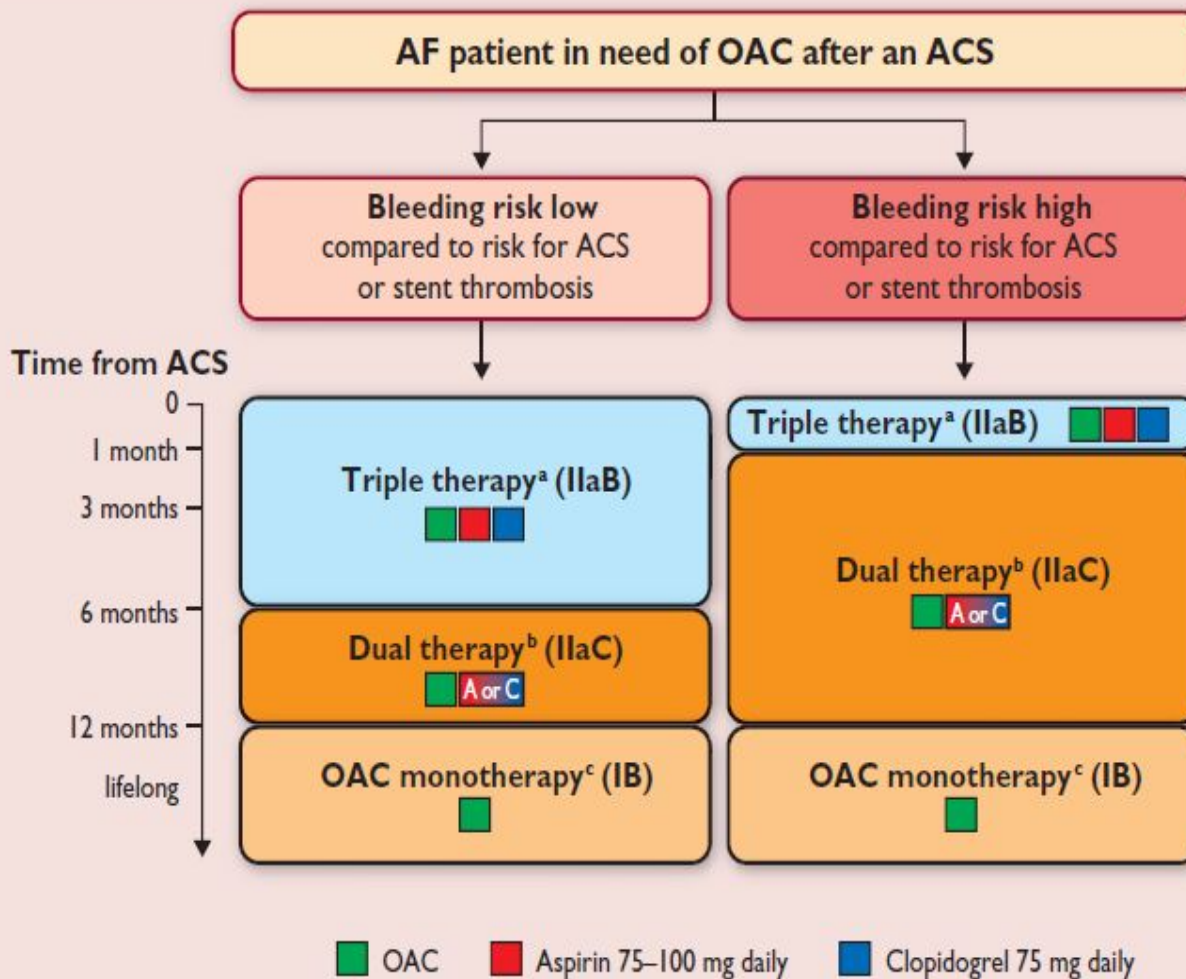 AF patient in need of OAC after an ACS
Bleeding risk low
compared to risk for ACS
or stent thrombosis
Bleeding risk high
compared to risk for ACS
or stent thrombosis
Time from ACS
0
1 month
3 months
6 months
12 months
lifelong
Triple therapyᵃ (IIaB)
Dual therapyᵇ (IIaC)
A or C
OAC monotherapyᶜ (IB)
Triple therapyᵃ (IIaB)
Dual therapyᵇ (IIaC)
A or C
OAC monotherapyᶜ (IB)
OAC
Aspirin 75–100 mg daily
Clopidogrel 75 mg daily